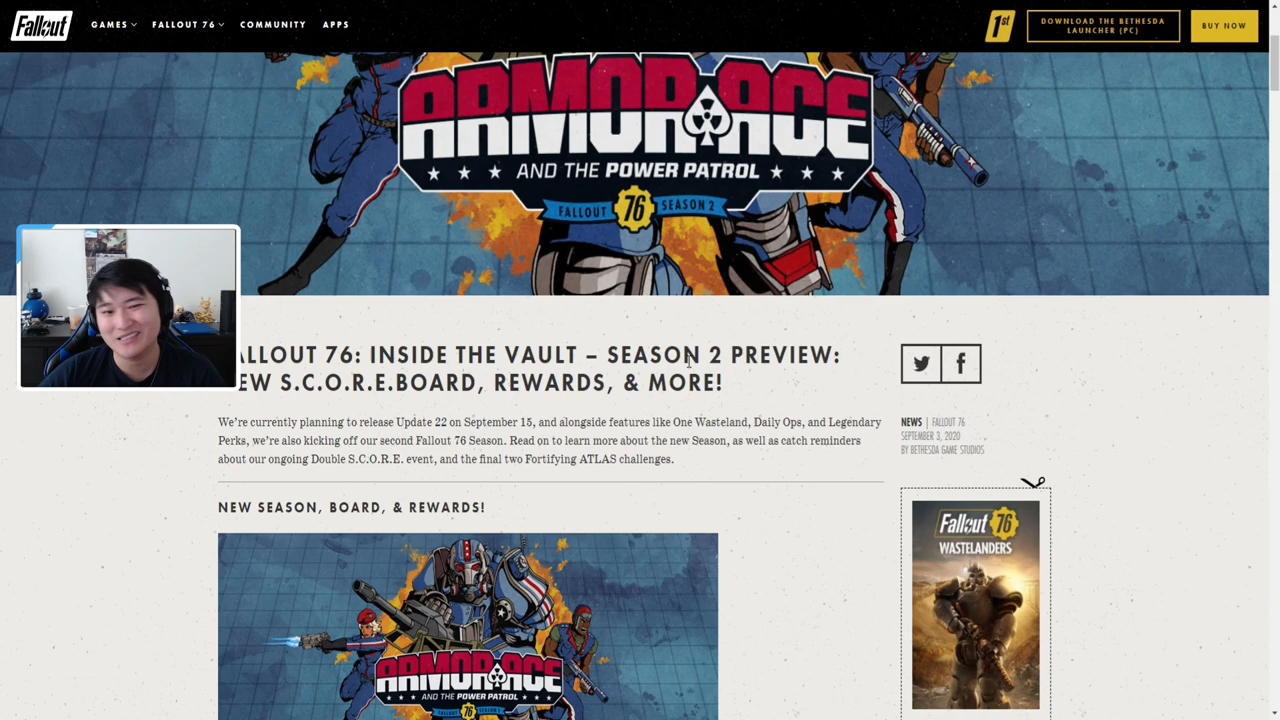 Fallout
GAMES
FALLOUT 76
COMMUNITY
APPS
1st
DOWNLOAD THE BETHESDA
LAUNCHER (PC)
BUY NOW
ARMOR ACE
AND THE POWER PATROL
FALLOUT 76 SEASON 2
ALLOUT 76: INSIDE THE VAULT – SEASON 2 PREVIEW:
EW S.C.O.R.E.BOARD, REWARDS, & MORE!
We're currently planning to release Update 22 on September 15, and alongside features like One Wasteland, Daily Ops, and Legendary
Perks, we're also kicking off our second Fallout 76 Season. Read on to learn more about the new Season, as well as catch reminders
about our ongoing Double S.C.O.R.E. event, and the final two Fortifying ATLAS challenges.
NEWS | FALLOUT 76
SEPTEMBER 3, 2020
BY BETHESDA GAME STUDIOS
NEW SEASON, BOARD, & REWARDS!
ARMOR ACE
AND THE POWER PATROL
FALLOUT 76 SEASON 2
Fallout 76
WASTELANDERS